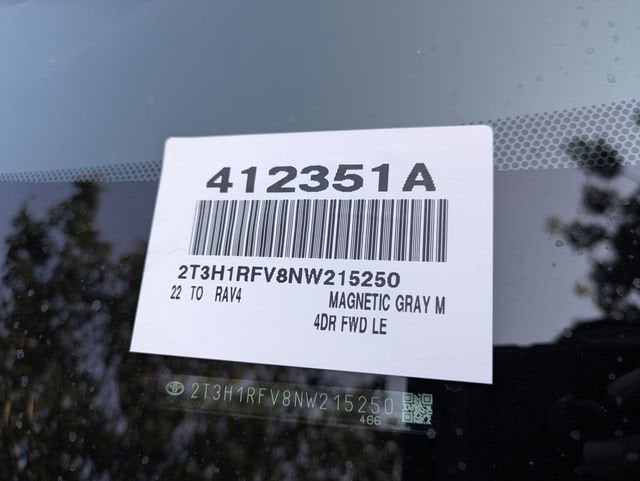 412351A
2T3H1RFV8NW215250
22 TO RAV4 MAGNETIC GRAY M
4DR FWD LE
2T3H1RFV8NW215250
466